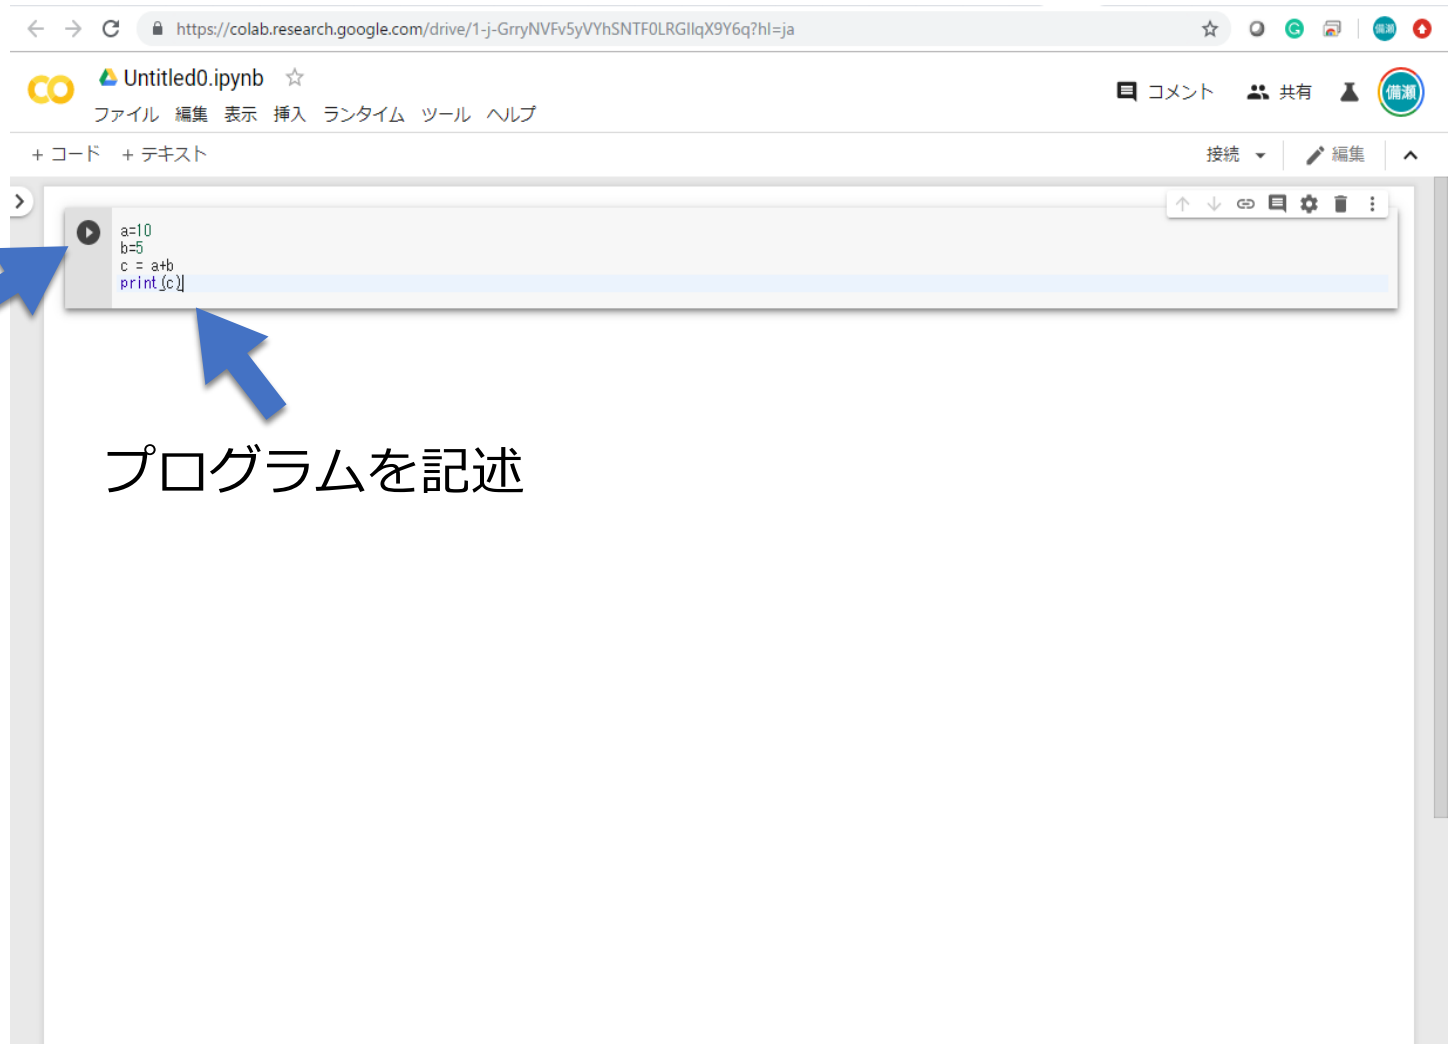 https://colab.research.google.com/drive/1-j-GrryNVFv5yVYhSNTF0LRGIlqX9Y6q?hl=ja
Untitled0.ipynb
ファイル 編集 表示 挿入 ランタイム ツール ヘルプ
コメント 共有 備瀬
+ コード + テキスト
接続 編集
a=10
b=5
c = a+b
print(c)
プログラムを記述